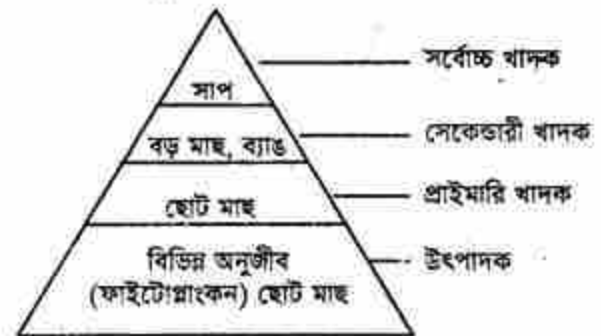 সর্বোচ্চ খাদক
সাপ
সেকেন্ডারী খাদক
বড় মাছ, ব্যাঙ
প্রাইমারি খাদক
ছোট মাছ
উৎপাদক
বিভিন্ন অনুজীব
(ফাইটোপ্লাংকন) ছোট মাছ